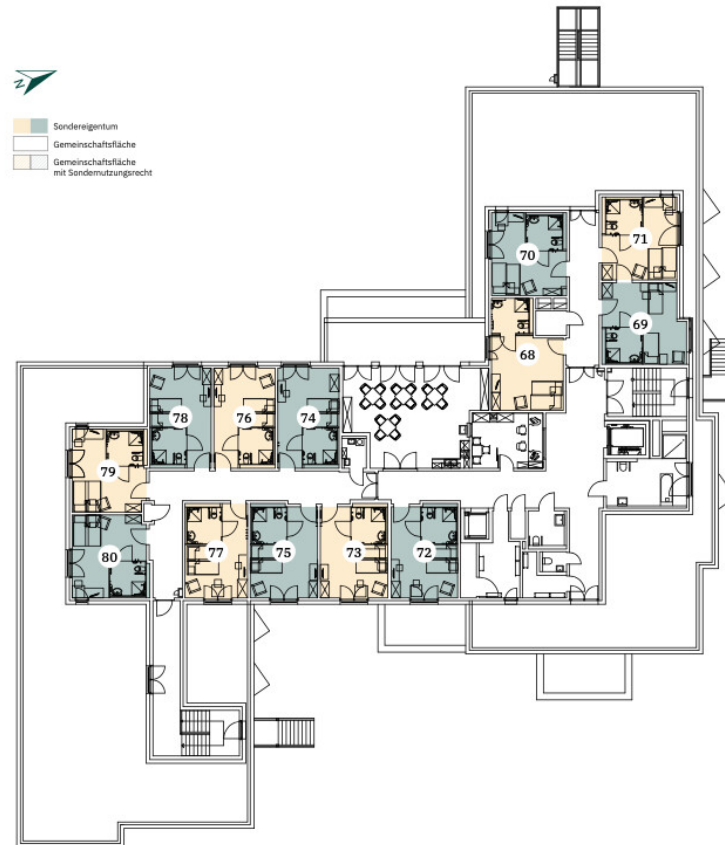 N
Sondereigentum
Gemeinschaftsfläche
Gemeinschaftsfläche
mit Sondernutzungsrecht
70
71
69
68
78
76
74
79
80
77
75
73
72